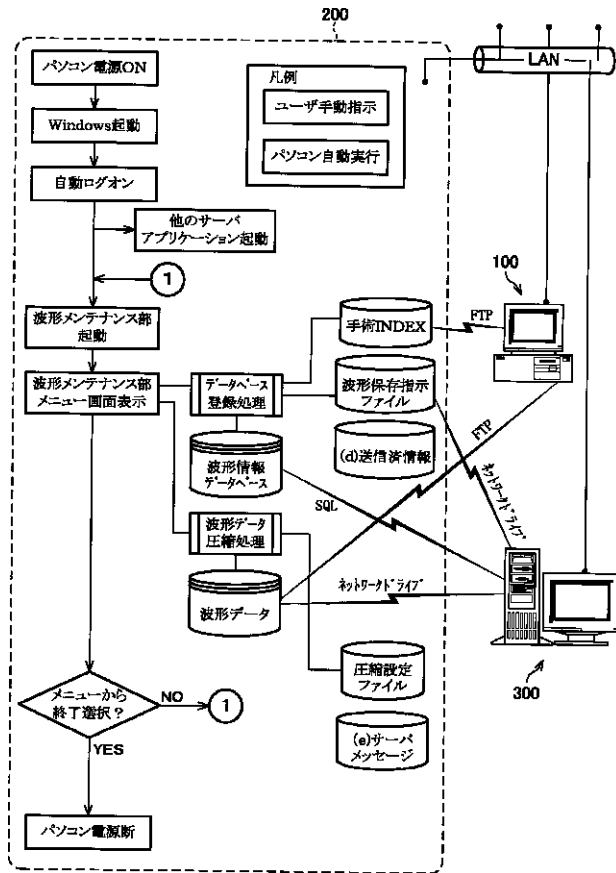 200
パソコン電源ON
Windows起動
自動ログオン
他のサーバ
アプリケーション起動
1
凡例
ユーザ手動指示
パソコン自動実行
LAN
100
波形メンテナンス部
起動
波形メンテナンス部
メニュー画面表示
データベース
登録処理
手術INDEX
FTP
波形保存指示
ファイル
FTP
(d)送信済情報
波形情報
データベース
SQL
ネットワークドライブ
波形データ
圧縮処理
波形データ
ネットワークドライブ
300
圧縮設定
ファイル
メニューから
終了選択？
NO
1
YES
(e)サーバ
メッセージ
パソコン電源断